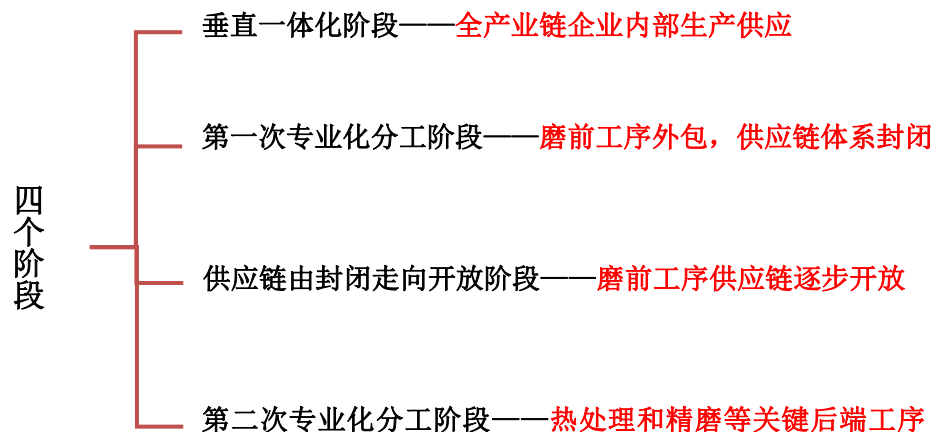 垂直一体化阶段——全产业链企业内部生产供应
第一次专业化分工阶段——磨前工序外包，供应链体系封闭
四个阶段
供应链由封闭走向开放阶段——磨前工序供应链逐步开放
第二次专业化分工阶段——热处理和精磨等关键后端工序